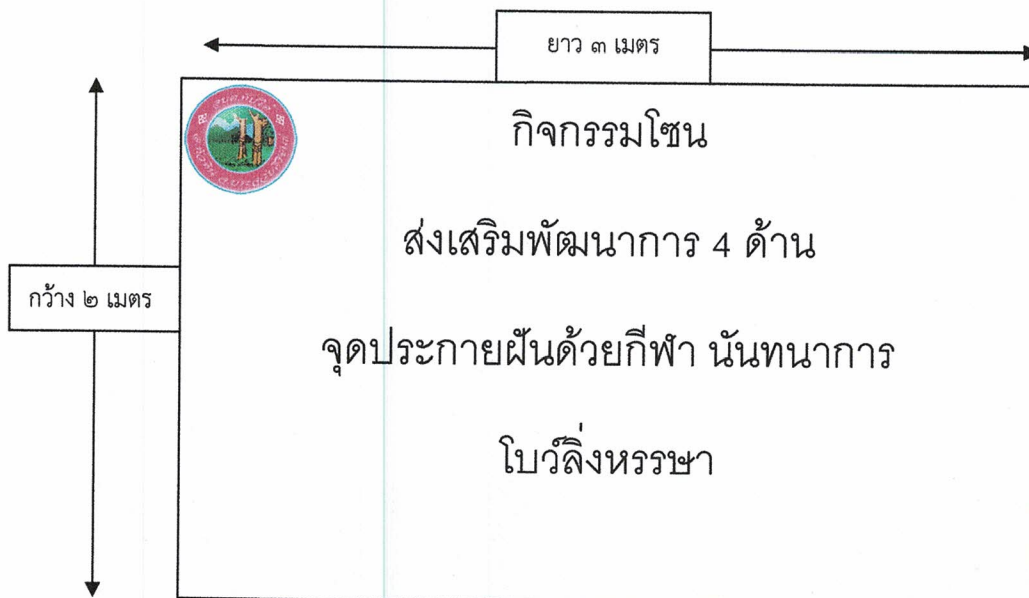 ยาว ๓ เมตร
กิจกรรมโซน
ส่งเสริมพัฒนาการ 4 ด้าน
กว้าง ๒ เมตร
จุดประกายฝันด้วยกีฬา นันทนาการ
โบว์ลิ่งหรรษา